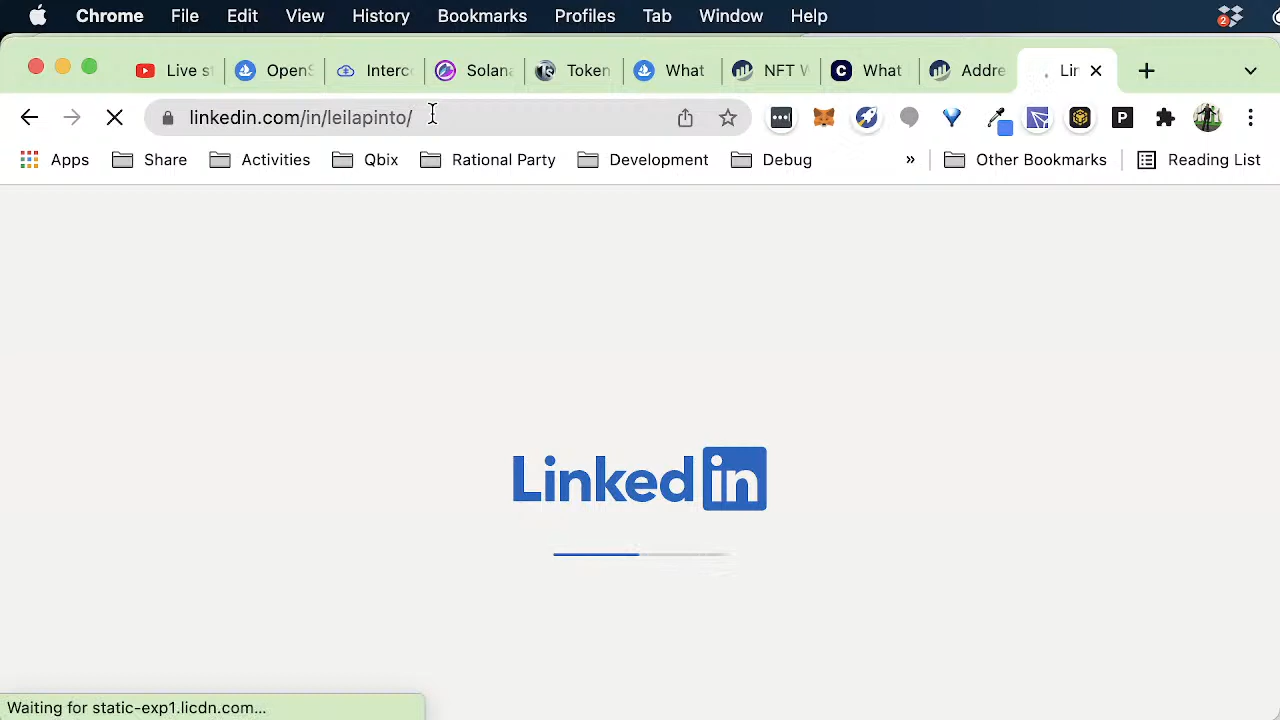 Chrome File Edit View History Bookmarks Profiles Tab Window Help 2
Live s OpenS Interc Solana Token What NFT W What Addre Lin
linkedin.com/in/leilapinto/ P
Apps Share Activities Qbix Rational Party Development Debug » Other Bookmarks Reading List
Linked in
Waiting for static-exp1.licdn.com...